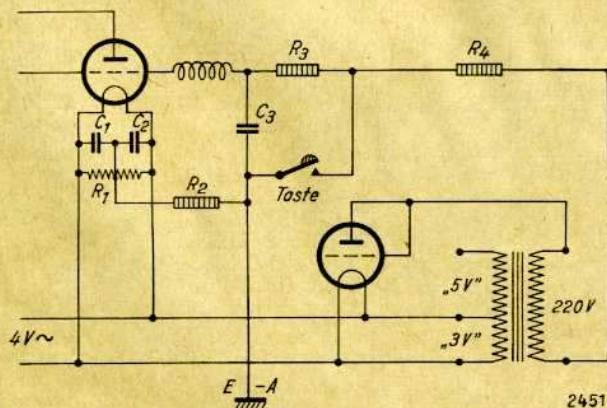 R3
R4
C1
C2
C3
R1
R2
Taste
„5V"
220V
4V~
„3V"
E -A
2451